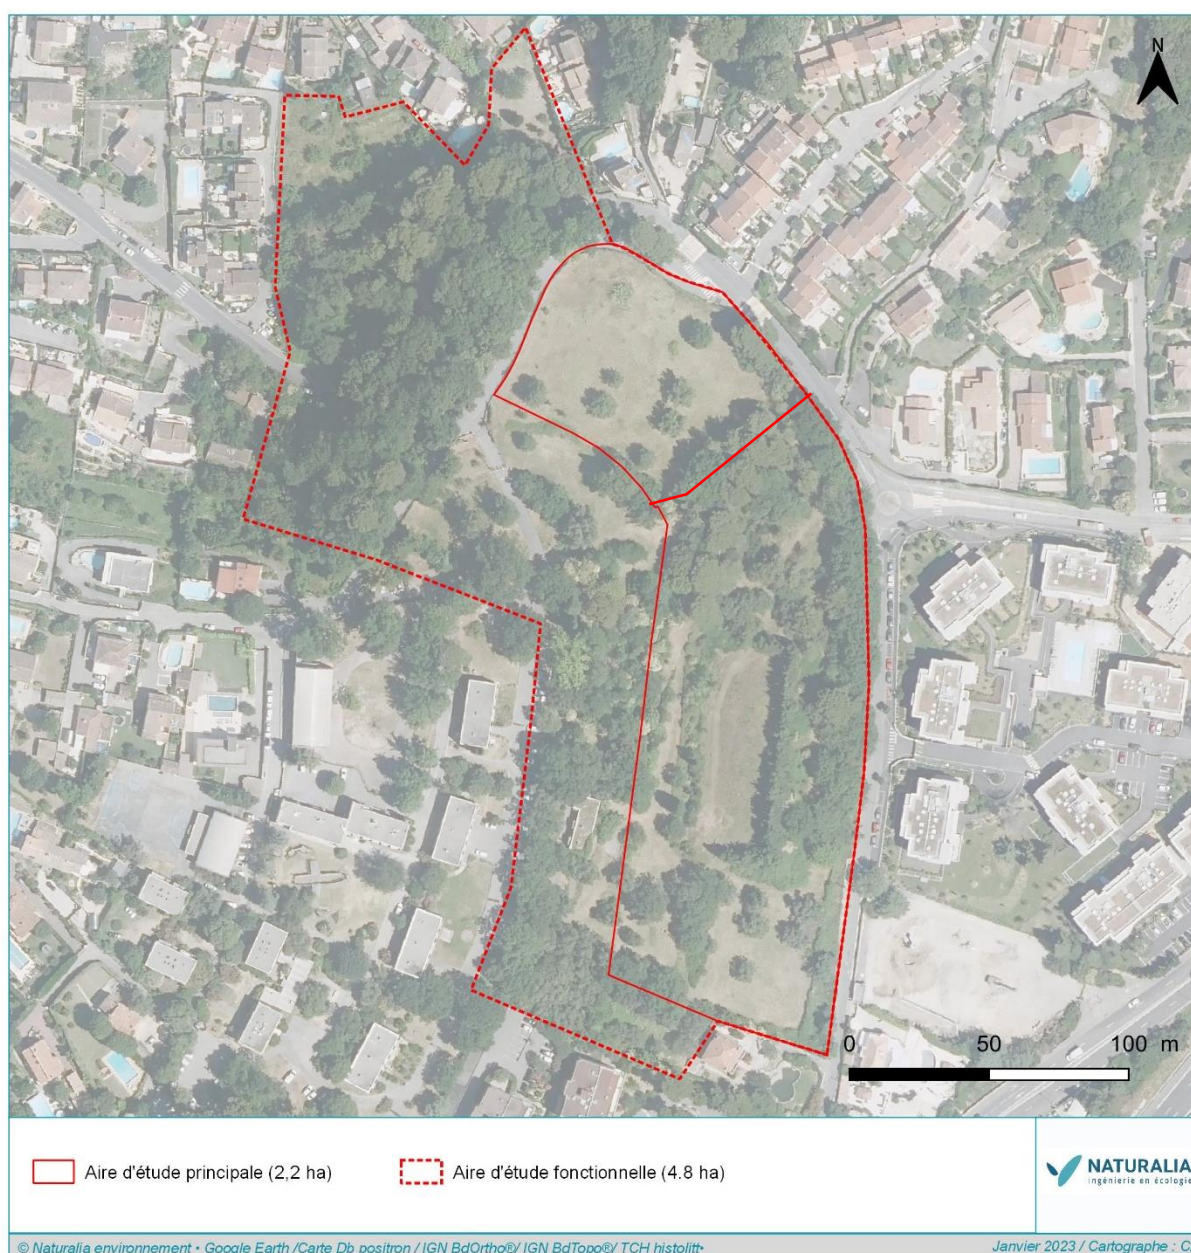 N
0 50 100 m
Aire d'étude principale (2,2 ha)
Aire d'étude fonctionnelle (4.8 ha)
NATURALIA
ingénierie en écologie
© Naturalia environnement • Google Earth /Carte Db positron / IGN BdOrtho®/ IGN BdTopo®/ TCH histolitt•
Janvier 2023 / Cartographe : C